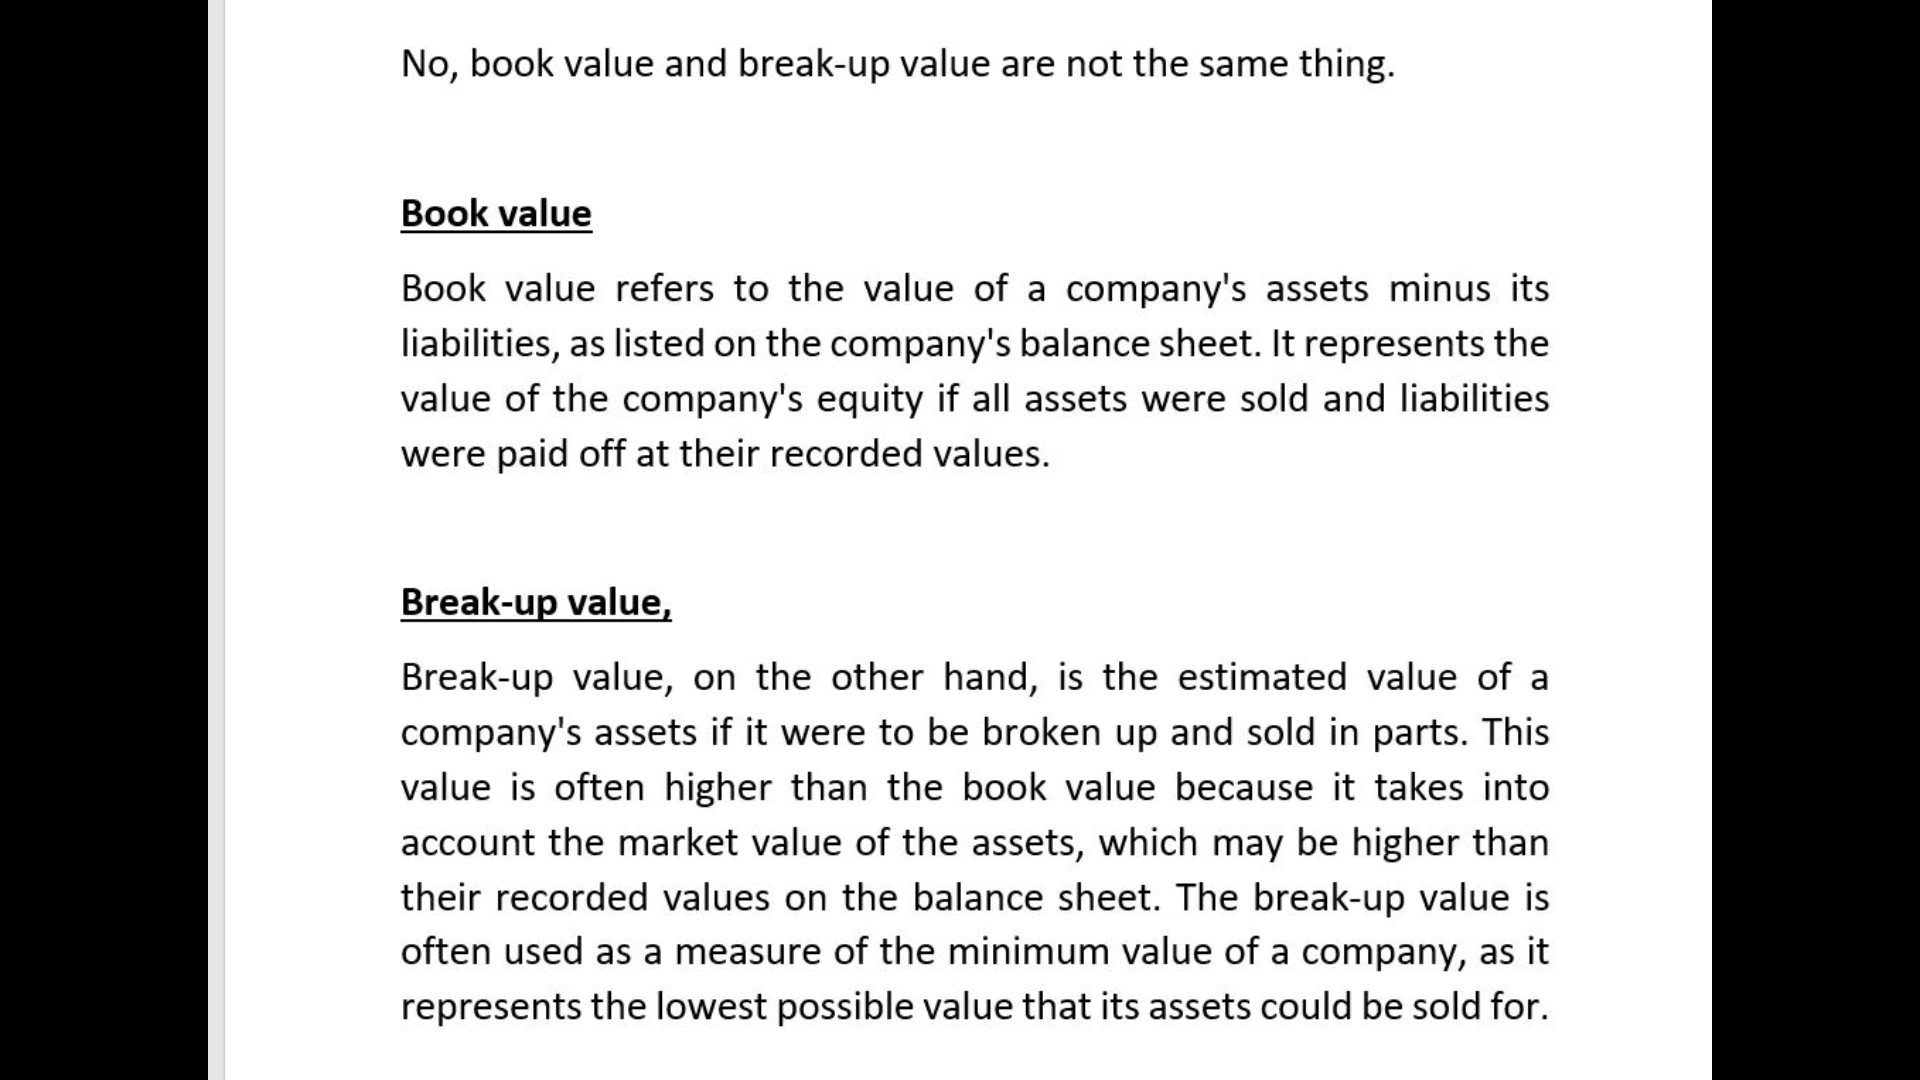 No, book value and break-up value are not the same thing.
Book value
Book value refers to the value of a company's assets minus its
liabilities, as listed on the company's balance sheet. It represents the
value of the company's equity if all assets were sold and liabilities
were paid off at their recorded values.
Break-up value,
Break-up value, on the other hand, is the estimated value of a
company's assets if it were to be broken up and sold in parts. This
value is often higher than the book value because it takes into
account the market value of the assets, which may be higher than
their recorded values on the balance sheet. The break-up value is
often used as a measure of the minimum value of a company, as it
represents the lowest possible value that its assets could be sold for.